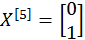 X^[5] = [0
1]